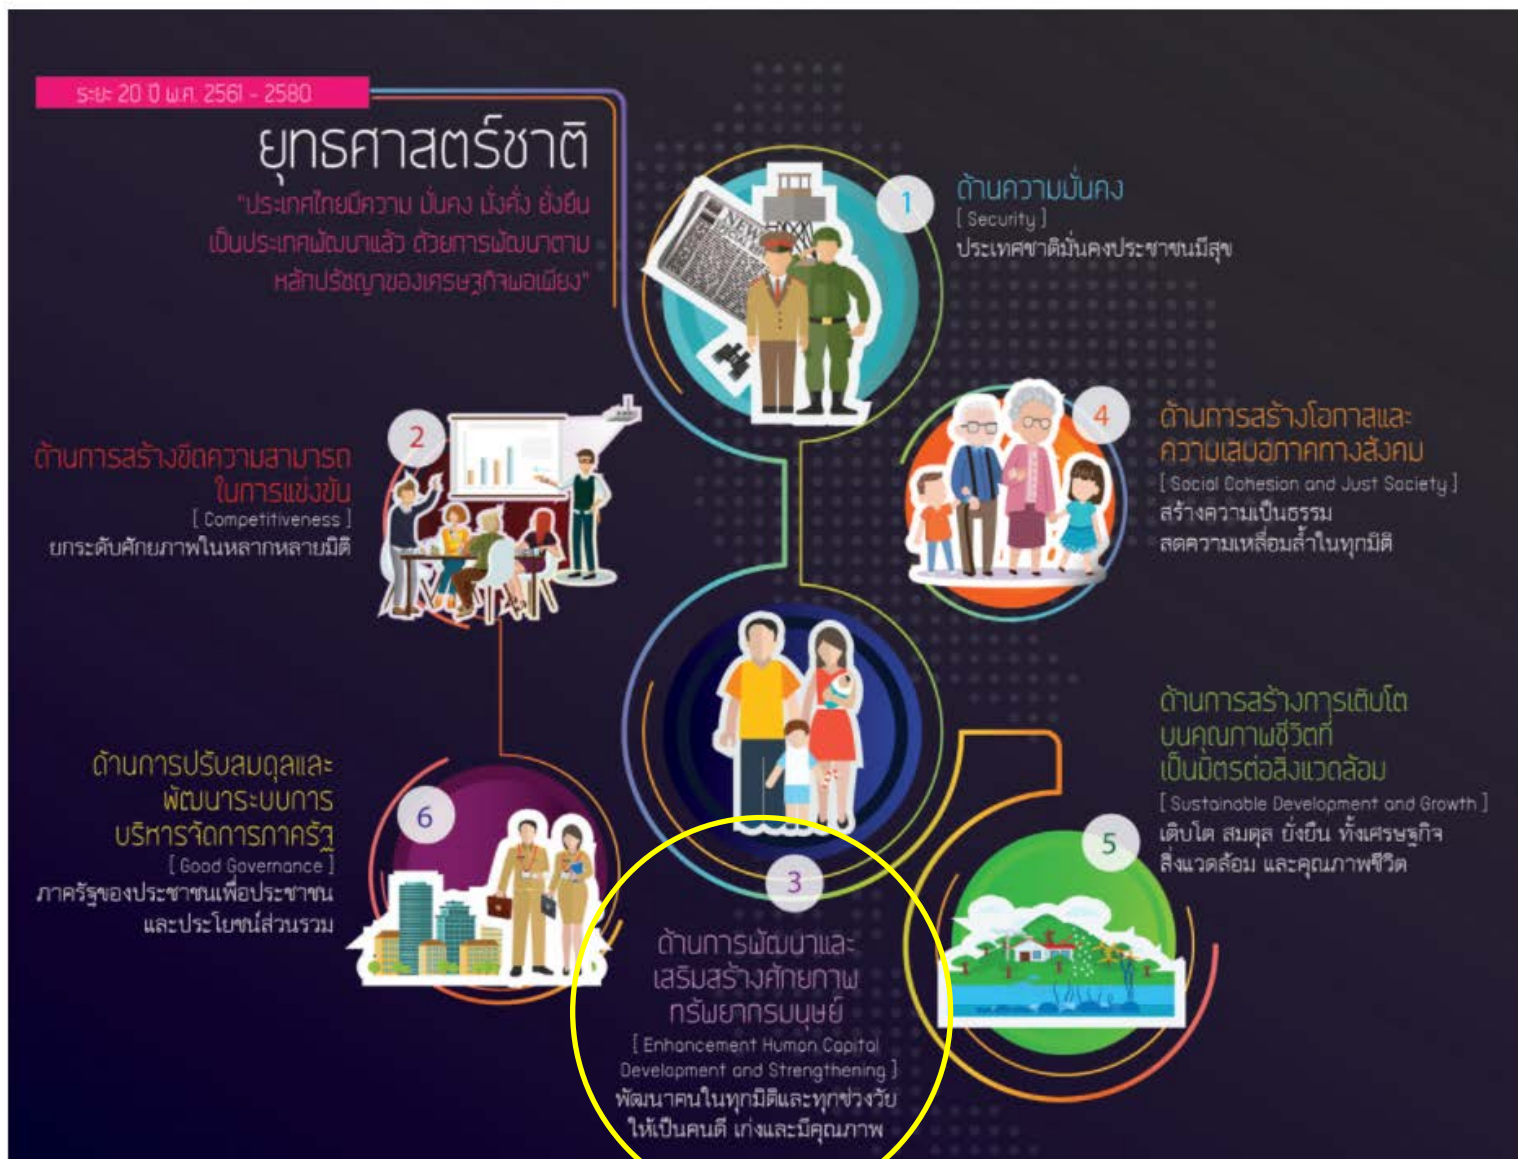 ระยะ 20 ปี พ.ศ. 2561 - 2580
ยุทธศาสตร์ชาติ
"ประเทศไทยมีความ มั่นคง มั่งคั่ง ยั่งยืน
เป็นประเทศพัฒนาแล้ว ด้วยการพัฒนาตาม
หลักปรัชญาของเศรษฐกิจพอเพียง"
NEWS
1
ด้านความมั่นคง
[ Security ]
ประเทศชาติมั่นคงประชาชนมีสุข
2
ด้านการสร้างขีดความสามารถ
ในการแข่งขัน
[ Competitiveness ]
ยกระดับศักยภาพในหลากหลายมิติ
4
ด้านการสร้างโอกาสและ
ความเสมอภาคทางสังคม
[ Social Cohesion and Just Society ]
สร้างความเป็นธรรม
ลดความเหลื่อมล้ำในทุกมิติ
ด้านการสร้างการเติบโต
บนคุณภาพชีวิตที่
เป็นมิตรต่อสิ่งแวดล้อม
[ Sustainable Development and Growth ]
เติบโต สมดุล ยั่งยืน ทั้งเศรษฐกิจ
สิ่งแวดล้อม และคุณภาพชีวิต
5
ด้านการปรับสมดุลและ
พัฒนาระบบการ
บริหารจัดการภาครัฐ
[ Good Governance ]
ภาครัฐของประชาชนเพื่อประชาชน
และประโยชน์ส่วนรวม
6
3
ด้านการพัฒนาและ
เสริมสร้างศักยภาพ
ทรัพยากรมนุษย์
[ Enhancement Human Capital
Development and Strengthening ]
พัฒนาคนในทุกมิติและทุกช่วงวัย
ให้เป็นคนดี เก่งและมีคุณภาพ